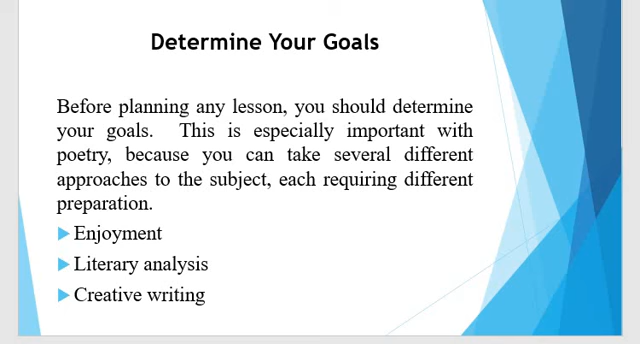 Determine Your Goals
Before planning any lesson, you should determine
your goals. This is especially important with
poetry, because you can take several different
approaches to the subject, each requiring different
preparation.
Enjoyment
Literary analysis
Creative writing